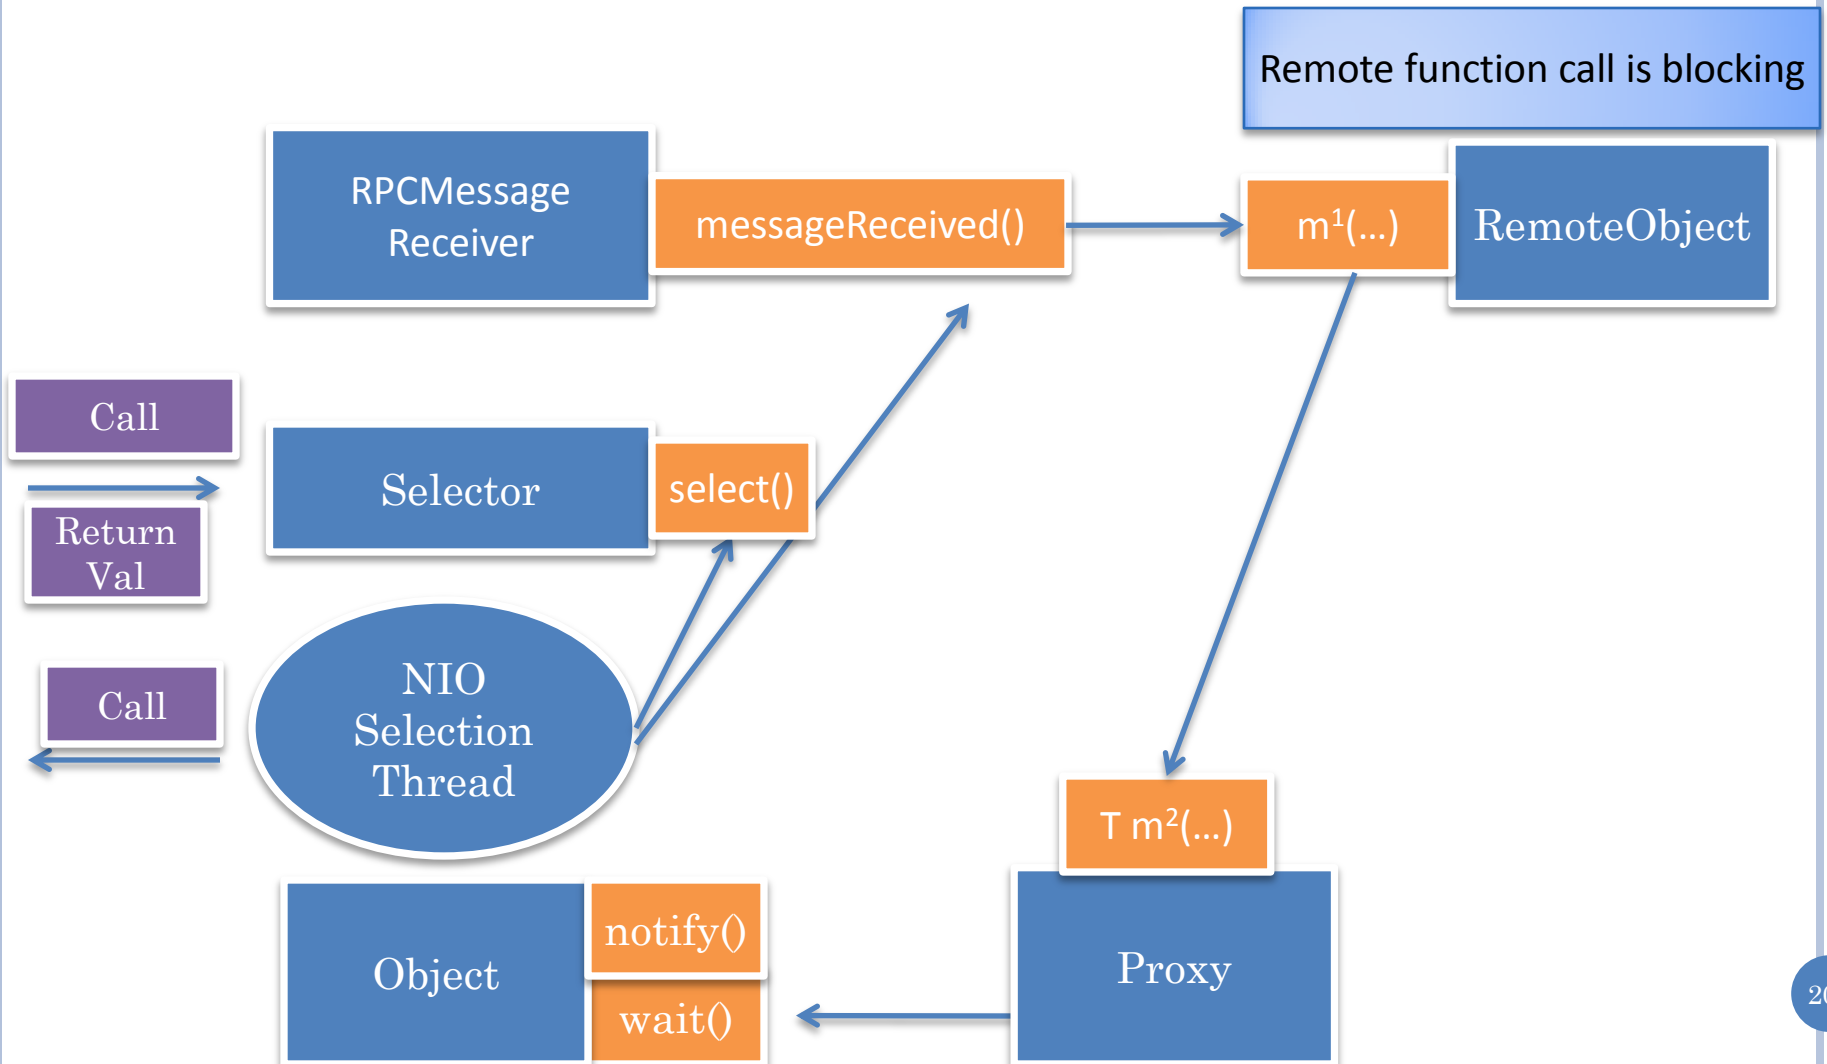 Remote function call is blocking
RPCMessage
Receiver
messageReceived()
m¹(...)
RemoteObject
Call
Selector
select()
Return
Val
NIO
Selection
Thread
Call
T m²(...)
Object
notify()
wait()
Proxy